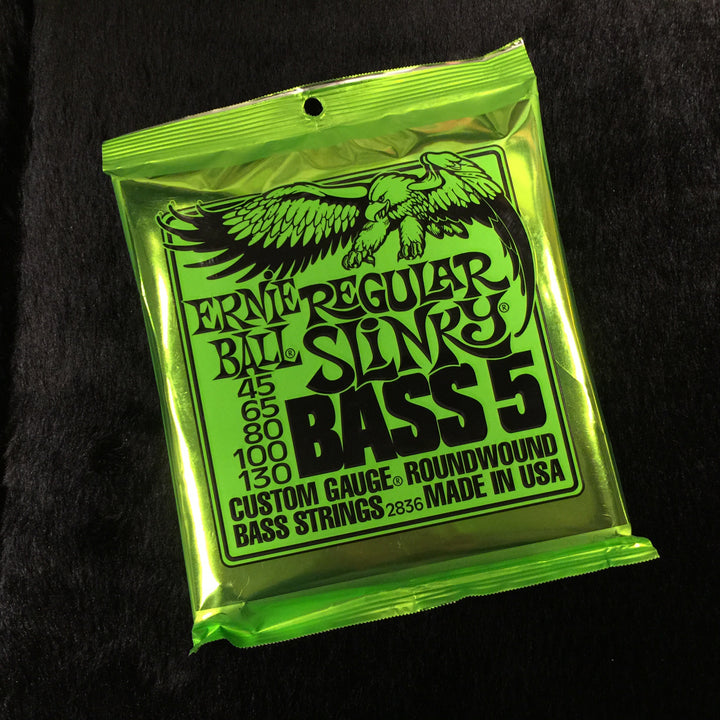 ERNIE BALL®
REGULAR SLINKY®
BASS 5
45
65
80
100
130
CUSTOM GAUGE® ROUNDWOUND
BASS STRINGS 2836 MADE IN USA